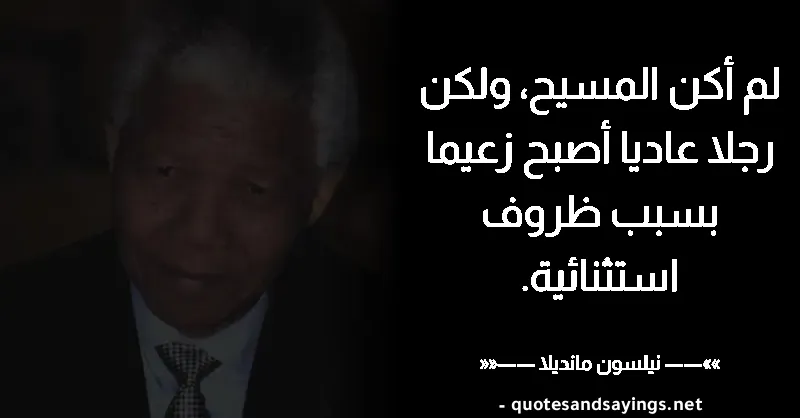 لم أكن المسيح، ولكن
رجلا عاديا أصبح زعيما
بسبب ظروف
استثنائية.
»»—— نيلسون مانديلا ——««
- quotesandsayings.net